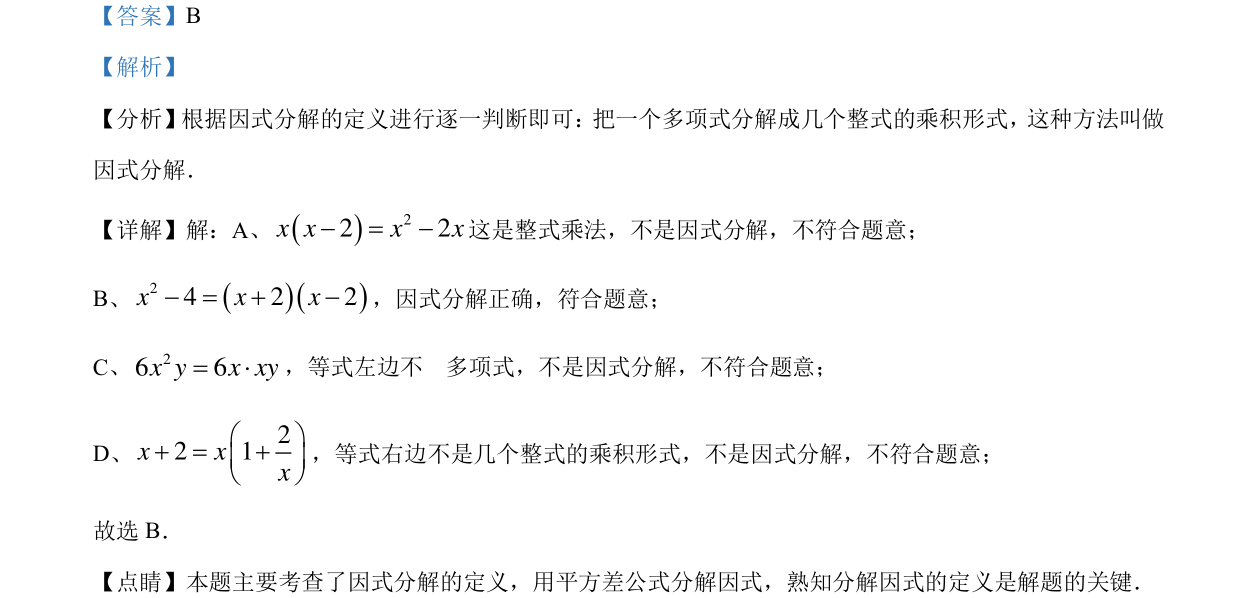 【答案】B
【解析】
【分析】根据因式分解的定义进行逐一判断即可：把一个多项式分解成几个整式的乘积形式，这种方法叫做
因式分解．
【详解】解：A、x(x−2)=x²−2x这是整式乘法，不是因式分解，不符合题意；
B、x²−4=(x+2)(x−2)，因式分解正确，符合题意；
C、6x²y=6x·xy，等式左边不 多项式，不是因式分解，不符合题意；
D、x+2=x(1+2/x)，等式右边不是几个整式的乘积形式，不是因式分解，不符合题意；
故选 B．
【点睛】本题主要考查了因式分解的定义，用平方差公式分解因式，熟知分解因式的定义是解题的关键．